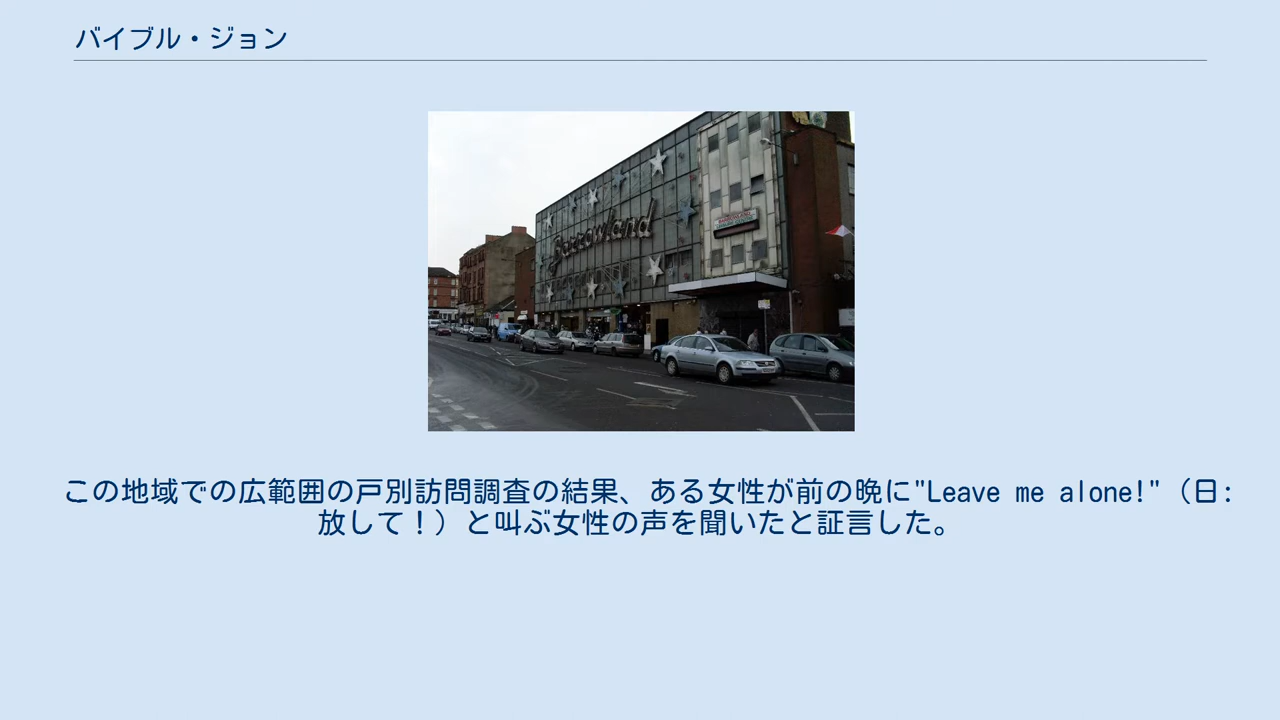 バイブル・ジョン
Barrowland
この地域での広範囲の戸別訪問調査の結果、ある女性が前の晩に"Leave me alone!"（日:
放して！）と叫ぶ女性の声を聞いたと証言した。